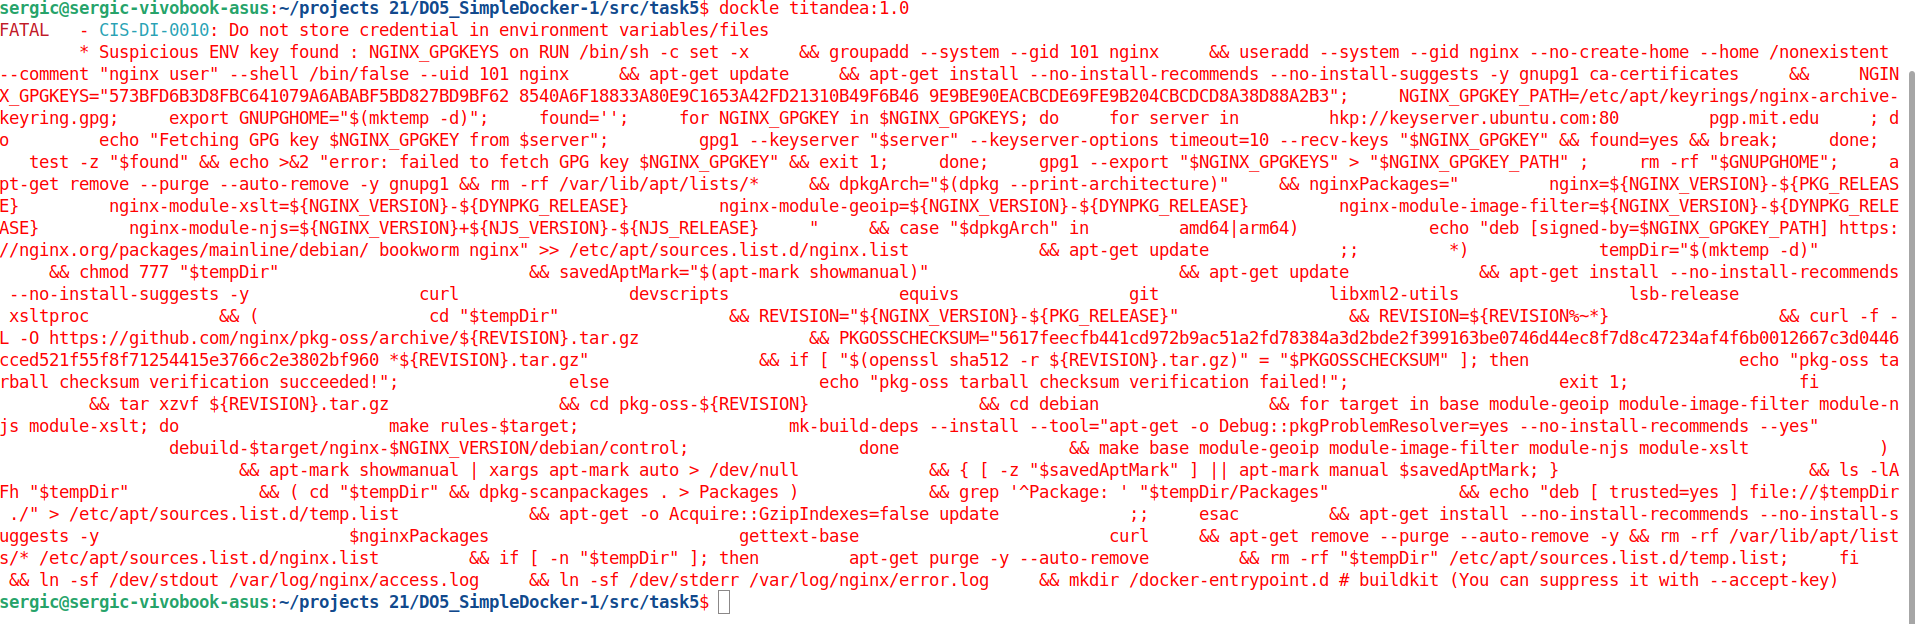 sergic@sergic-vivobook-asus:~/projects 21/DO5_SimpleDocker-1/src/task5$ dockle titandea:1.0
FATAL   - CIS-DI-0010: Do not store credential in environment variables/files
        * Suspicious ENV key found : NGINX_GPGKEYS on RUN /bin/sh -c set -x     && groupadd --system --gid 101 nginx     && useradd --system --gid nginx --no-create-home --home /nonexistent
--comment "nginx user" --shell /bin/false --uid 101 nginx     && apt-get update     && apt-get install --no-install-recommends --no-install-suggests -y gnupg1 ca-certificates     &&     NGIN
X_GPGKEYS="573BFD6B3D8FBC641079A6ABABF5BD827BD9BF62 8540A6F18833A80E9C1653A42FD21310B49F6B46 9E9BE90EACBCDE69FE9B204CBCDCD8A38D88A2B3";     NGINX_GPGKEY_PATH=/etc/apt/keyrings/nginx-archive-
keyring.gpg;     export GNUPGHOME="$(mktemp -d)";     found='';     for NGINX_GPGKEY in $NGINX_GPGKEYS; do     for server in         hkp://keyserver.ubuntu.com:80         pgp.mit.edu     ; d
o         echo "Fetching GPG key $NGINX_GPGKEY from $server";         gpg1 --keyserver "$server" --keyserver-options timeout=10 --recv-keys "$NGINX_GPGKEY" && found=yes && break;     done;
   test -z "$found" && echo >&2 "error: failed to fetch GPG key $NGINX_GPGKEY" && exit 1;     done;     gpg1 --export "$NGINX_GPGKEYS" > "$NGINX_GPGKEY_PATH" ;     rm -rf "$GNUPGHOME";     a
pt-get remove --purge --auto-remove -y gnupg1 && rm -rf /var/lib/apt/lists/*     && dpkgArch="$(dpkg --print-architecture)"     && nginxPackages="         nginx=${NGINX_VERSION}-${PKG_RELEAS
E}         nginx-module-xslt=${NGINX_VERSION}-${DYNPKG_RELEASE}         nginx-module-geoip=${NGINX_VERSION}-${DYNPKG_RELEASE}         nginx-module-image-filter=${NGINX_VERSION}-${DYNPKG_RELE
ASE}         nginx-module-njs=${NGINX_VERSION}+${NJS_VERSION}-${NJS_RELEASE}     "     && case "$dpkgArch" in         amd64|arm64)             echo "deb [signed-by=$NGINX_GPGKEY_PATH] https:
//nginx.org/packages/mainline/debian/ bookworm nginx" >> /etc/apt/sources.list.d/nginx.list             && apt-get update             ;;         *)             tempDir="$(mktemp -d)"
     && chmod 777 "$tempDir"                         && savedAptMark="$(apt-mark showmanual)"                         && apt-get update             && apt-get install --no-install-recommends
 --no-install-suggests -y                 curl                 devscripts                 equivs                 git                 libxml2-utils                 lsb-release
 xsltproc             && (                 cd "$tempDir"                 && REVISION="${NGINX_VERSION}-${PKG_RELEASE}"                 && REVISION=${REVISION%~*}                 && curl -f -
L -O https://github.com/nginx/pkg-oss/archive/${REVISION}.tar.gz                 && PKGOSSCHECKSUM="5617feecfb441cd972b9ac51a2fd78384a3d2bde2f399163be0746d44ec8f7d8c47234af4f6b0012667c3d0446
cced521f55f8f71254415e3766c2e3802bf960 *${REVISION}.tar.gz"                 && if [ "$(openssl sha512 -r ${REVISION}.tar.gz)" = "$PKGOSSCHECKSUM" ]; then                     echo "pkg-oss ta
rball checksum verification succeeded!";                 else                     echo "pkg-oss tarball checksum verification failed!";                     exit 1;                 fi
         && tar xzvf ${REVISION}.tar.gz                 && cd pkg-oss-${REVISION}                 && cd debian                 && for target in base module-geoip module-image-filter module-n
js module-xslt; do                     make rules-$target;                     mk-build-deps --install --tool="apt-get -o Debug::pkgProblemResolver=yes --no-install-recommends --yes"
                 debuild-$target/nginx-$NGINX_VERSION/debian/control;                 done                 && make base module-geoip module-image-filter module-njs module-xslt             )
                        && apt-mark showmanual | xargs apt-mark auto > /dev/null             && { [ -z "$savedAptMark" ] || apt-mark manual $savedAptMark; }                         && ls -lA
Fh "$tempDir"             && ( cd "$tempDir" && dpkg-scanpackages . > Packages )             && grep '^Package: ' "$tempDir/Packages"             && echo "deb [ trusted=yes ] file://$tempDir
 ./" > /etc/apt/sources.list.d/temp.list             && apt-get -o Acquire::GzipIndexes=false update             ;;     esac         && apt-get install --no-install-recommends --no-install-s
uggests -y                         $nginxPackages                         gettext-base                         curl     && apt-get remove --purge --auto-remove -y && rm -rf /var/lib/apt/list
s/* /etc/apt/sources.list.d/nginx.list         && if [ -n "$tempDir" ]; then         apt-get purge -y --auto-remove         && rm -rf "$tempDir" /etc/apt/sources.list.d/temp.list;     fi
 && ln -sf /dev/stdout /var/log/nginx/access.log     && ln -sf /dev/stderr /var/log/nginx/error.log     && mkdir /docker-entrypoint.d # buildkit (You can suppress it with --accept-key)
sergic@sergic-vivobook-asus:~/projects 21/DO5_SimpleDocker-1/src/task5$